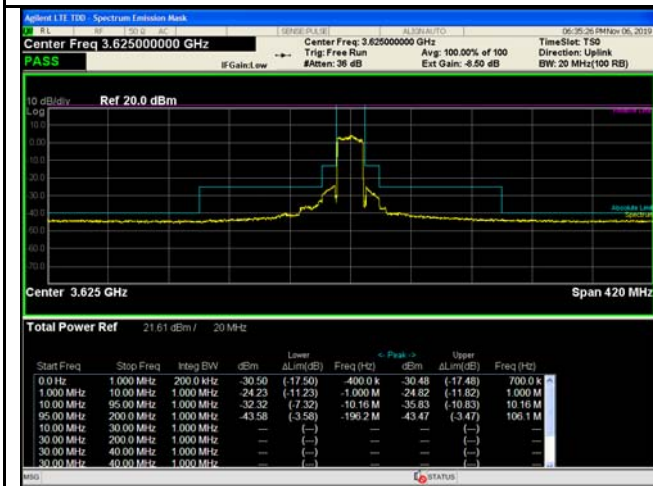 Agilent LTE TDD - Spectrum Emission Mask
RL RF 50 Ω AC SENSE:PULSE ALIGN AUTO 06:35:26 PM Nov 06, 2019
Center Freq 3.625000000 GHz Center Freq: 3.625000000 GHz TimeSlot: TS0
Trig: Free Run Avg: 100.00% of 100 Direction: Uplink
PASS IFGain:Low #Atten: 36 dB Ext Gain: -8.50 dB BW: 20 MHz(100 RB)
10 dB/div Ref 20.0 dBm
Log
10.0
0.00
10.0
20.0
30.0
40.0
50.0
60.0
70.0
Relative Limit
Absolute Limit
Spectrum
Center 3.625 GHz Span 420 MHz
Total Power Ref 21.61 dBm / 20 MHz
Lower <- Peak -> Upper
Start Freq Stop Freq Integ BW dBm ΔLim(dB) Freq (Hz) dBm ΔLim(dB) Freq (Hz)
0.0 Hz 1.000 MHz 200.0 kHz -30.50 (-17.50) -400.0 k -30.48 (-17.48) 700.0 k
1.000 MHz 10.00 MHz 1.000 MHz -24.23 (-11.23) -1.000 M -24.82 (-11.82) 1.000 M
10.00 MHz 95.00 MHz 1.000 MHz -32.32 (-7.32) -10.16 M -35.83 (-10.83) 10.16 M
95.00 MHz 200.0 MHz 1.000 MHz -43.58 (-3.58) -196.2 M -43.47 (-3.47) 106.1 M
10.00 MHz 30.00 MHz 1.000 MHz --- (---) --- (---)
30.00 MHz 200.0 MHz 1.000 MHz --- (---) --- (---)
30.00 MHz 40.00 MHz 1.000 MHz --- (---) --- (---)
30.00 MHz 40.00 MHz 1.000 MHz --- (---) --- (---)
MSG STATUS